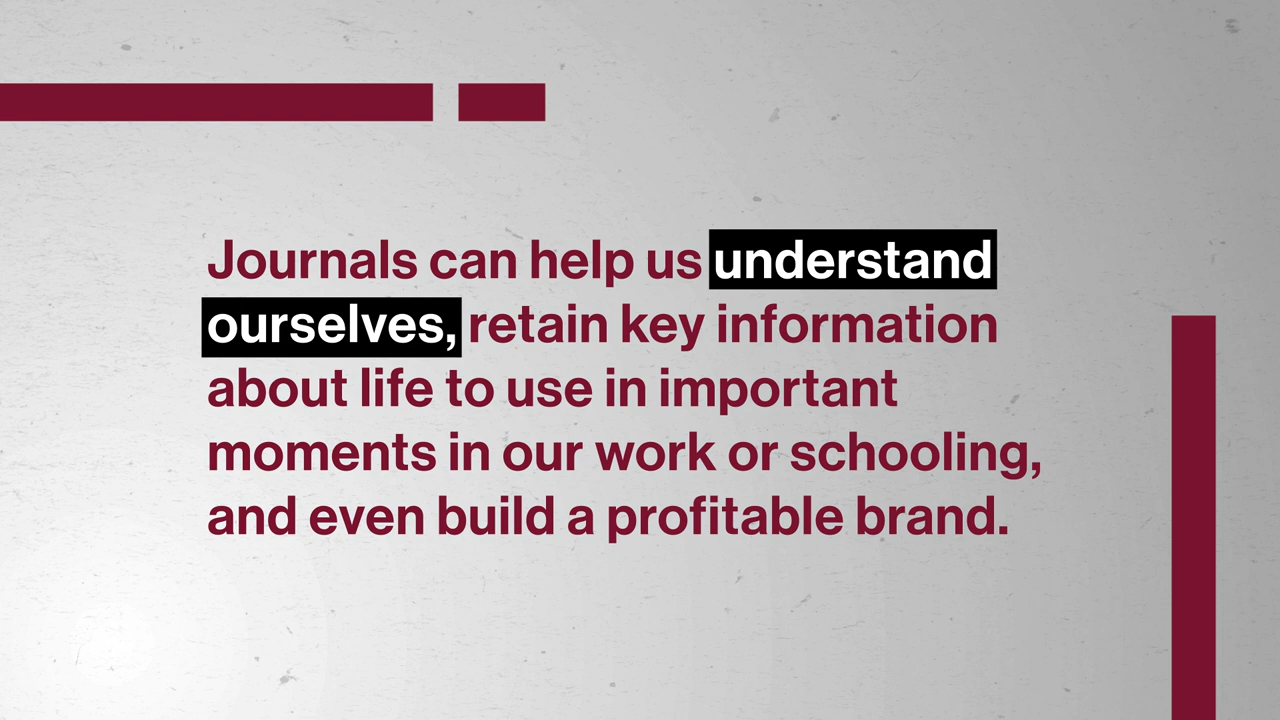 Journals can help us understand
ourselves, retain key information
about life to use in important
moments in our work or schooling,
and even build a profitable brand.